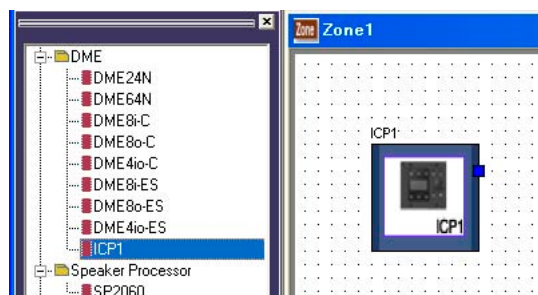 DME
DME24N
DME64N
DME8i-C
DME8o-C
DME4io-C
DME8i-ES
DME8o-ES
DME4io-ES
ICP1
Speaker Processor
SP2060
Zone Zone1
ICP1
ICP1